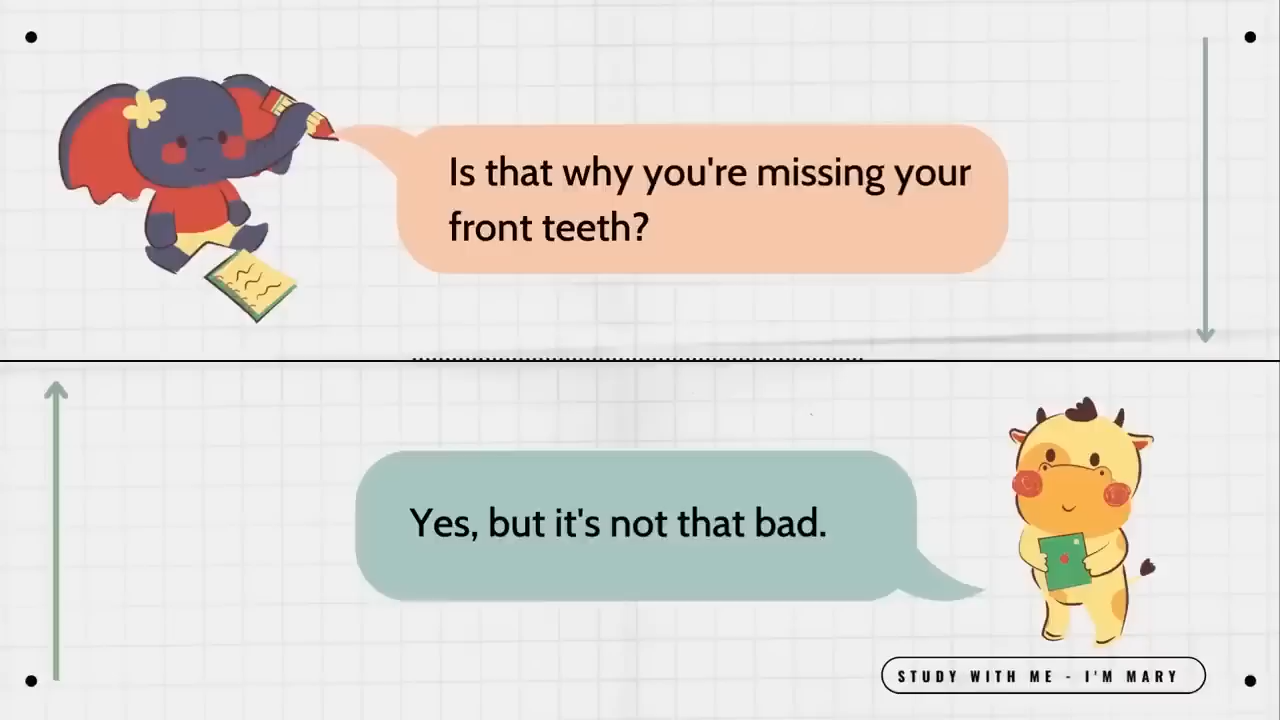 Is that why you're missing your
front teeth?
Yes, but it's not that bad.
STUDY WITH ME - I'M MARY